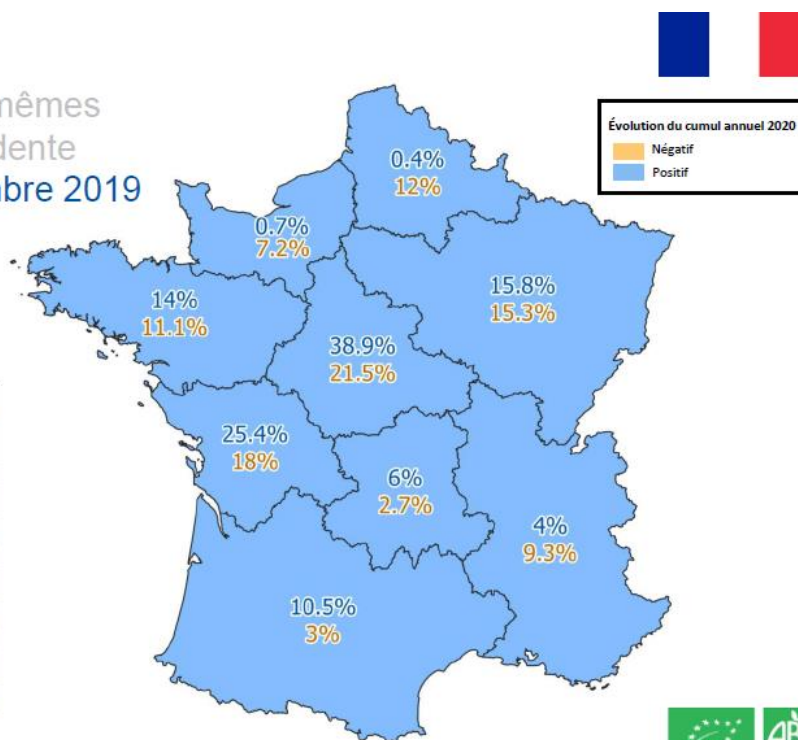 mêmes
dente
bre 2019
Évolution du cumul annuel 2020
Négatif
Positif
0.4%
12%
0.7%
7.2%
14%
11.1%
15.8%
15.3%
38.9%
21.5%
25.4%
18%
6%
2.7%
4%
9.3%
10.5%
3%
AB